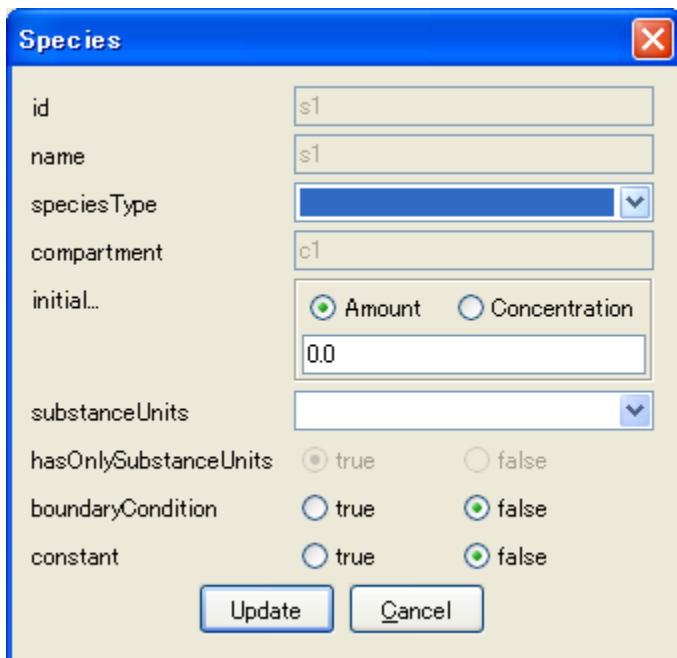 Species
id s1
name s1
speciesType
compartment c1
initial...
Amount Concentration
0.0
substanceUnits
hasOnlySubstanceUnits true false
boundaryCondition true false
constant true false
Update Cancel